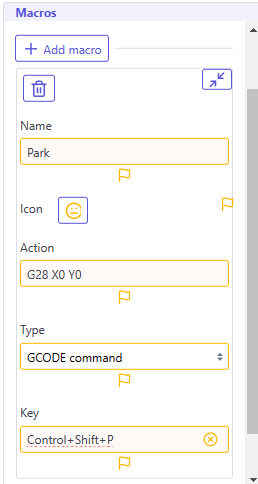 Macros
Add macro
Name
Park
Icon
Action
G28 X0 Y0
Type
GCODE command
Key
Control+Shift+P